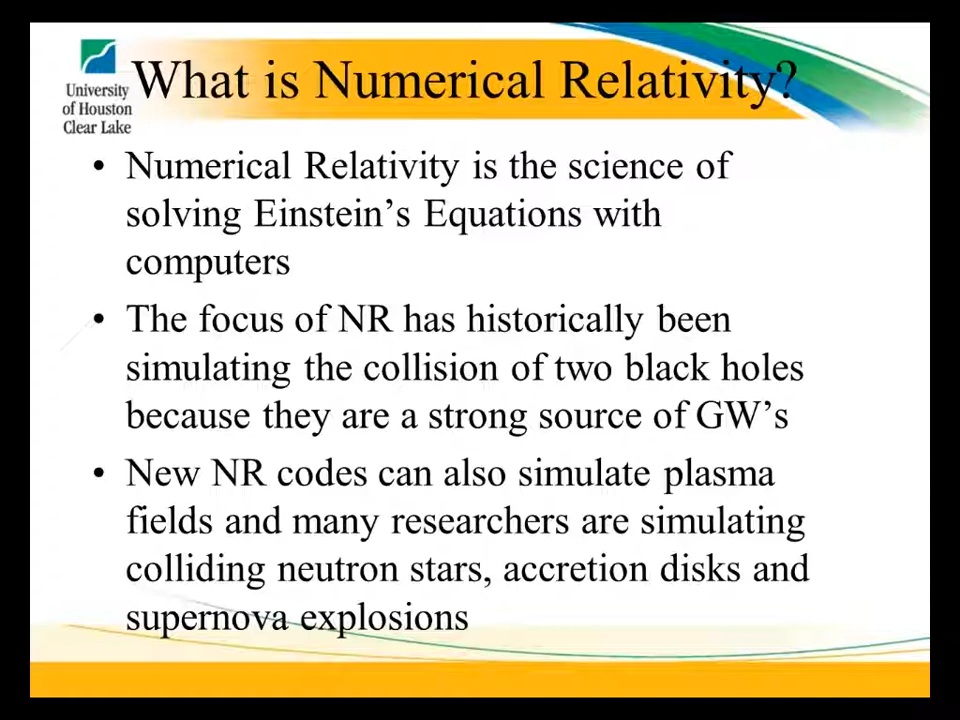 University
of Houston
Clear Lake
What is Numerical Relativity?
• Numerical Relativity is the science of
solving Einstein’s Equations with
computers
• The focus of NR has historically been
simulating the collision of two black holes
because they are a strong source of GW’s
• New NR codes can also simulate plasma
fields and many researchers are simulating
colliding neutron stars, accretion disks and
supernova explosions